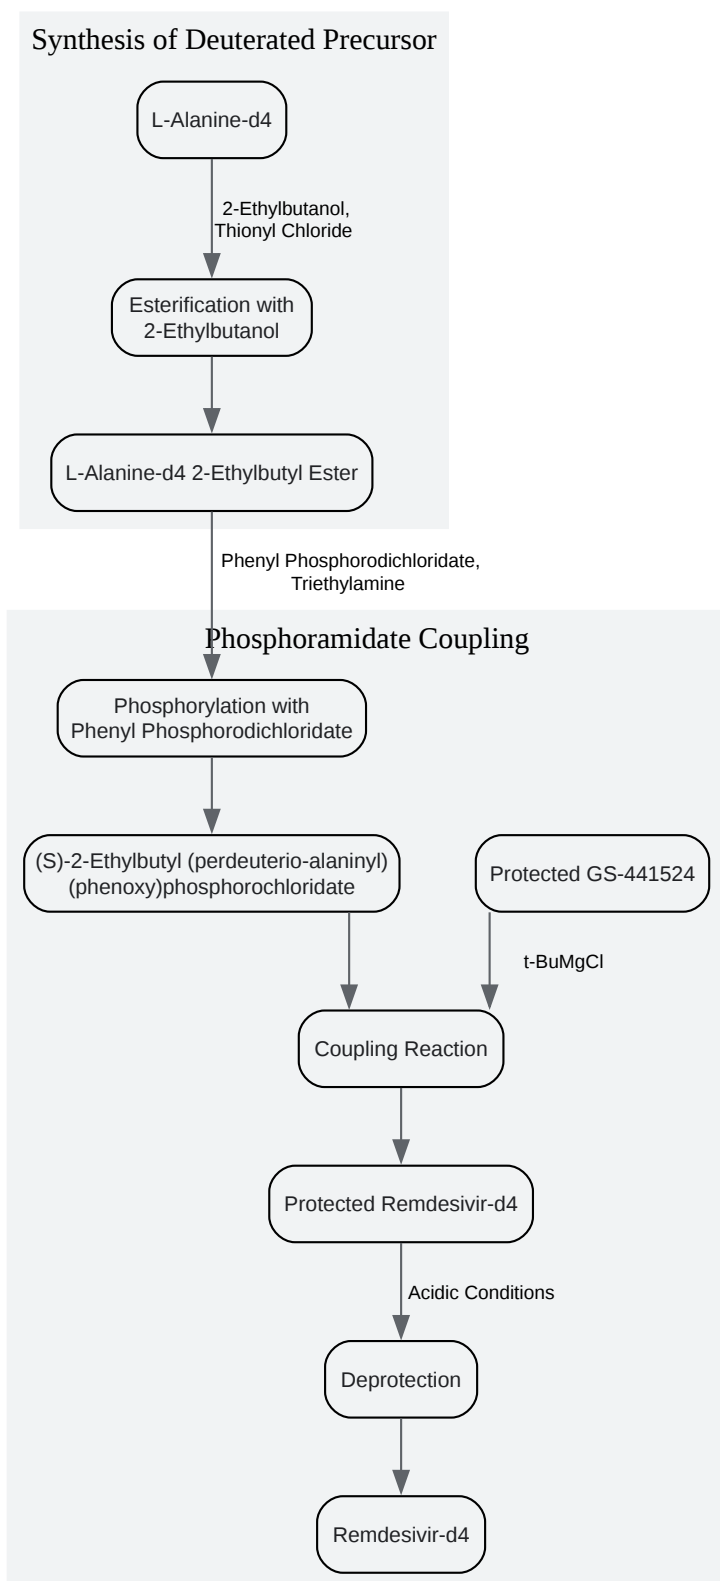 Synthesis of Deuterated Precursor
L-Alanine-d4
2-Ethylbutanol,
Thionyl Chloride
Esterification with
2-Ethylbutanol
L-Alanine-d4 2-Ethylbutyl Ester
Phenyl Phosphorodichloridate,
Triethylamine
Phosphoramidate Coupling
Phosphorylation with
Phenyl Phosphorodichloridate
(S)-2-Ethylbutyl (perdeuterio-alaninyl)
(phenoxy)phosphorochloridate
Protected GS-441524
t-BuMgCl
Coupling Reaction
Protected Remdesivir-d4
Acidic Conditions
Deprotection
Remdesivir-d4